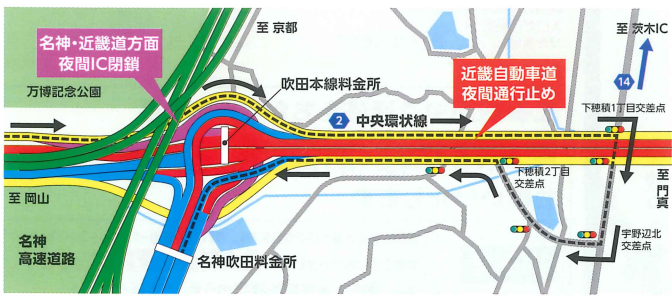 至 京都
至 茨木IC
名神・近畿道方面
夜間IC閉鎖
14
万博記念公園
吹田本線料金所
近畿自動車道
夜間通行止め
2 中央環状線
下穂積1丁目交差点
下穂積2丁目
交差点
至
門真
至 岡山
名神
高速道路
名神吹田料金所
宇野辺北
交差点